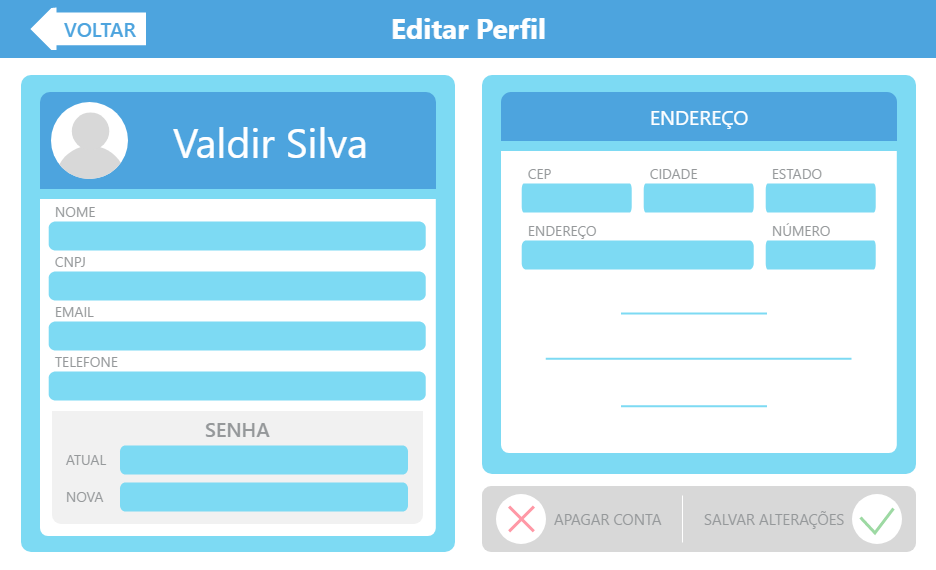 VOLTAR
Editar Perfil
Valdir Silva
NOME
CNPJ
EMAIL
TELEFONE
SENHA
ATUAL
NOVA
ENDEREÇO
CEP CIDADE ESTADO
ENDEREÇO NÚMERO
APAGAR CONTA
SALVAR ALTERAÇÕES